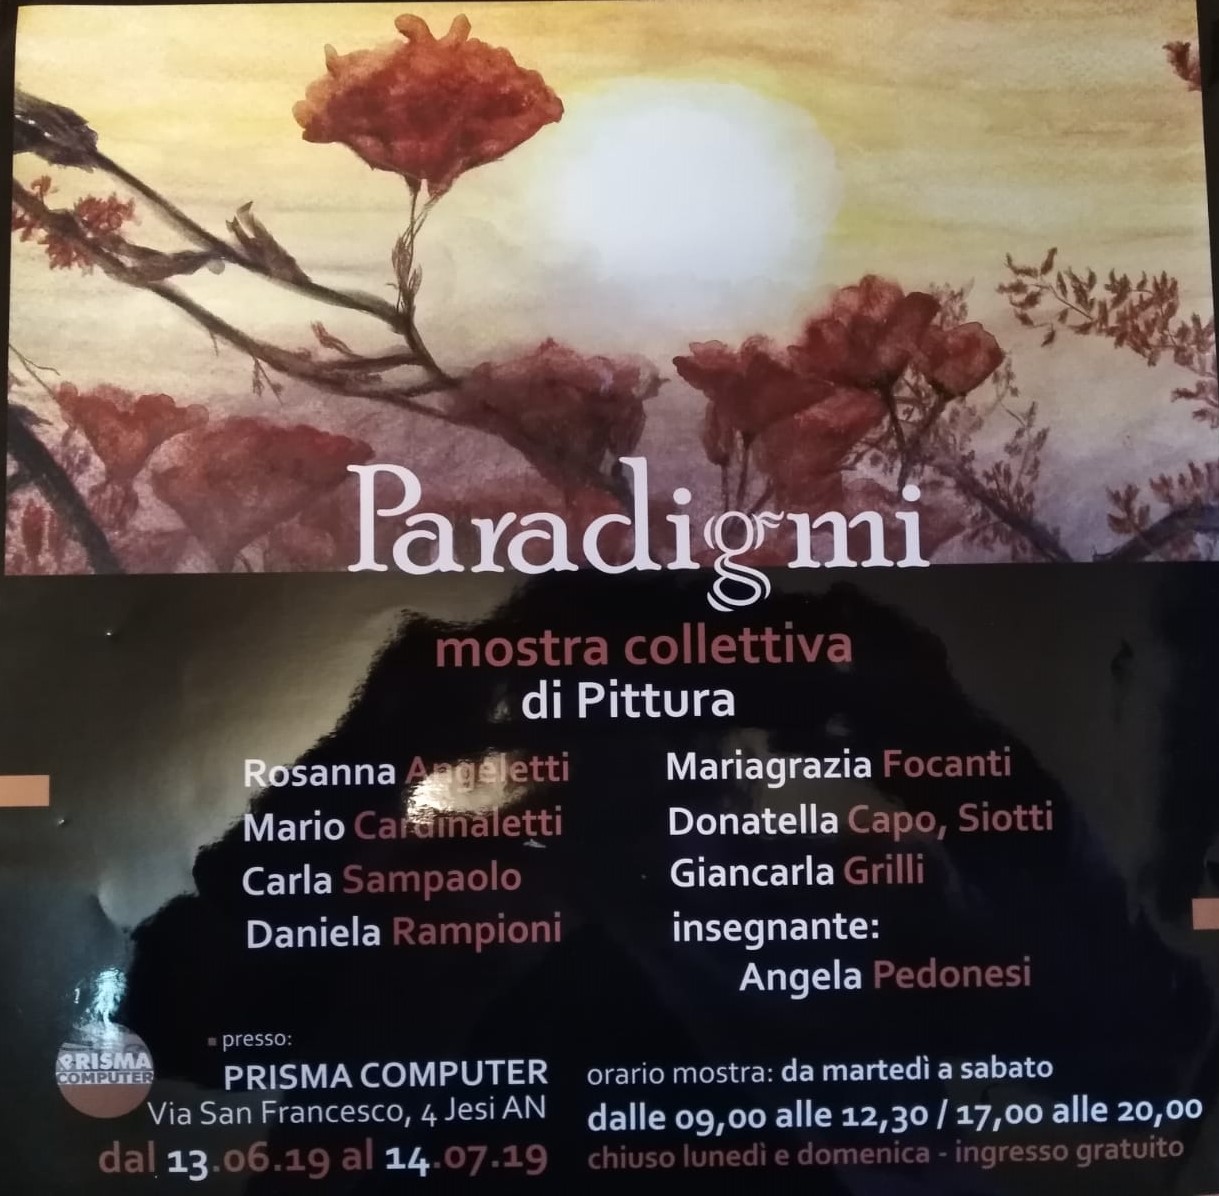 Paradigmi
mostra collettiva
di Pittura
Rosanna Angeletti
Mario Cardinaletti
Carla Sampaolo
Daniela Rampioni
Mariagrazia Focanti
Donatella Capo, Siotti
Giancarla Grilli
insegnante:
Angela Pedonesi
PRISMA
COMPUTER
presso:
PRISMA COMPUTER
Via San Francesco, 4 Jesi AN
dal 13.06.19 al 14.07.19
orario mostra: da martedì a sabato
dalle 09,00 alle 12,30 / 17,00 alle 20,00
chiuso lunedì e domenica - ingresso gratuito